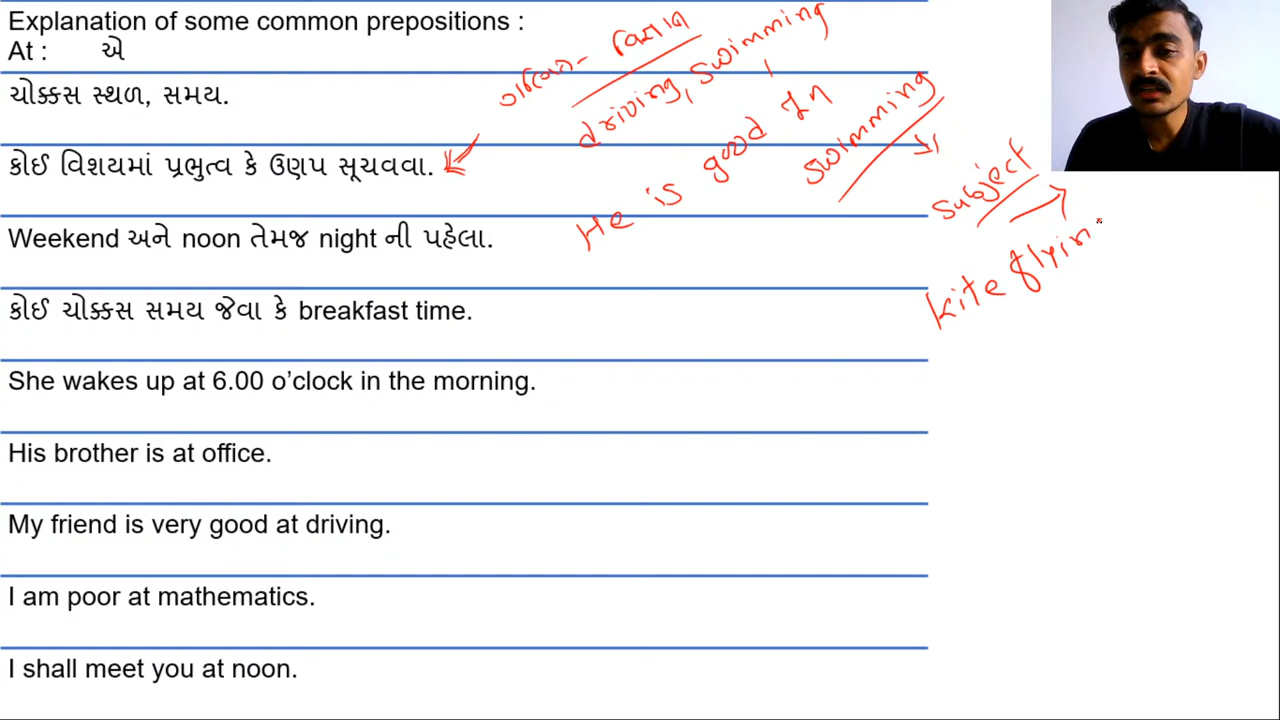 Explanation of some common prepositions :
At : એ
ચોક્કસ સ્થળ, સમય.
કોઈ વિશયમાં પ્રભુત્વ કે ઉણપ સૂચવવા.
Weekend અને noon તેમજ night ની પહેલા.
કોઈ ચોક્કસ સમય જેવા કે breakfast time.
She wakes up at 6.00 o’clock in the morning.
His brother is at office.
My friend is very good at driving.
I am poor at mathematics.
I shall meet you at noon.
driving, swimming
He is good in swimming
subject
kite flyin